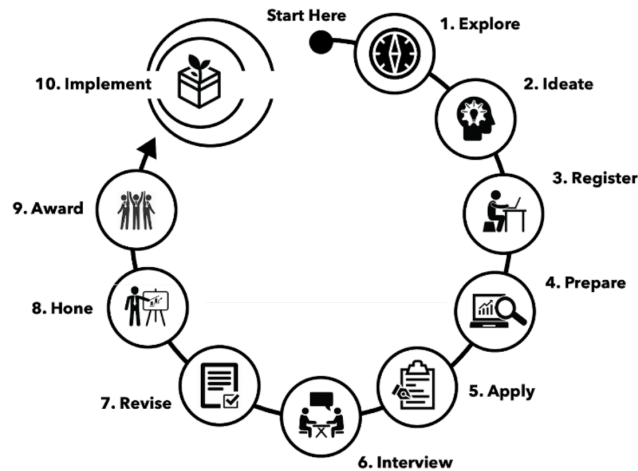 Start Here
1. Explore
2. Ideate
3. Register
4. Prepare
5. Apply
6. Interview
7. Revise
8. Hone
9. Award
10. Implement